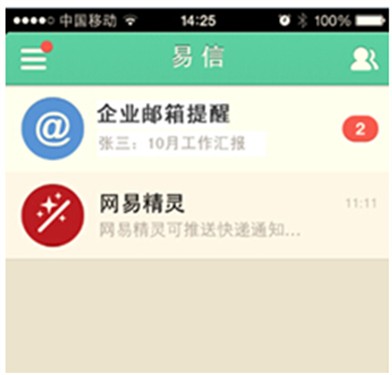 中国移动 14:25 100%
易信
企业邮箱提醒
张三：10月工作汇报
2
网易精灵
11:11
网易精灵可推送快递通知...